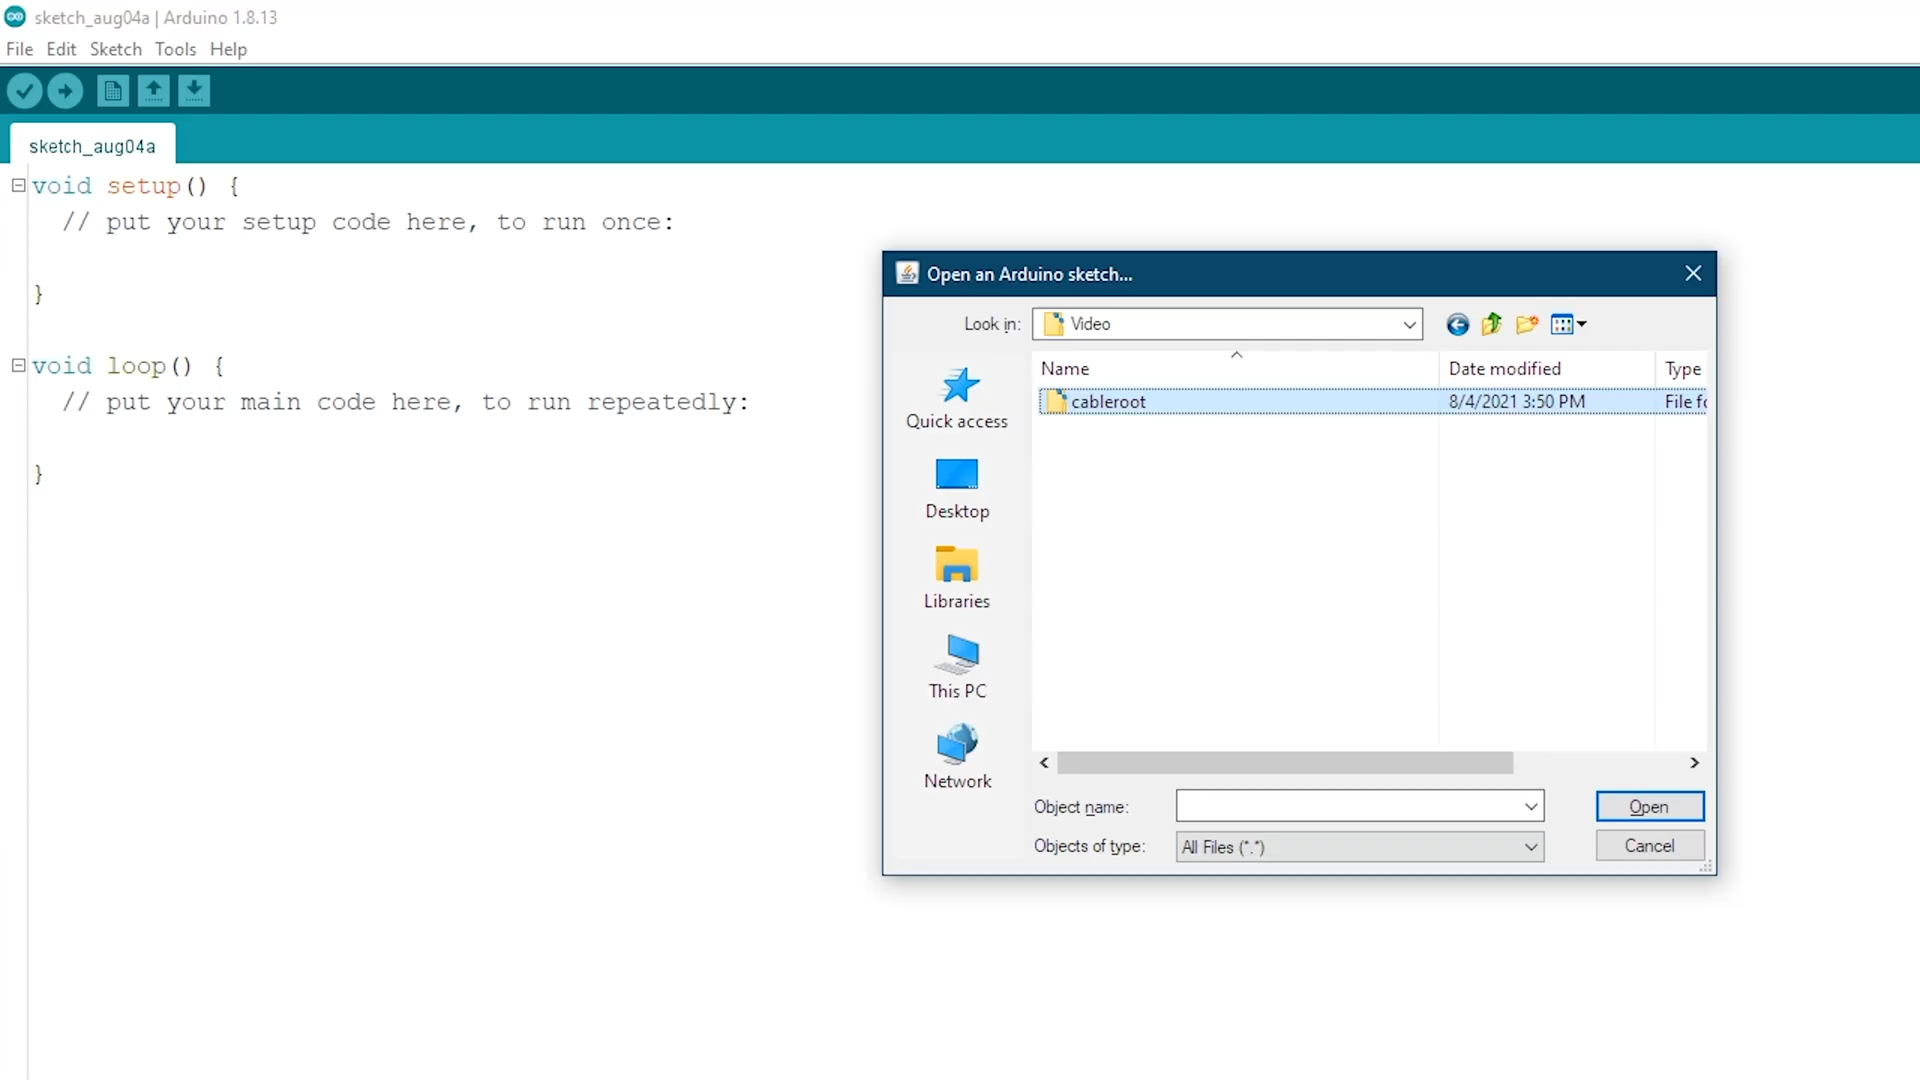 sketch_aug04a | Arduino 1.8.13
File Edit Sketch Tools Help
sketch_aug04a
void setup() {
// put your setup code here, to run once:
}
void loop() {
// put your main code here, to run repeatedly:
}
Open an Arduino sketch...
Look in: Video
Name Date modified Type
cableroot 8/4/2021 3:50 PM File fo
Quick access
Desktop
Libraries
This PC
Network
Object name: Open
Objects of type: All Files (*.*) Cancel